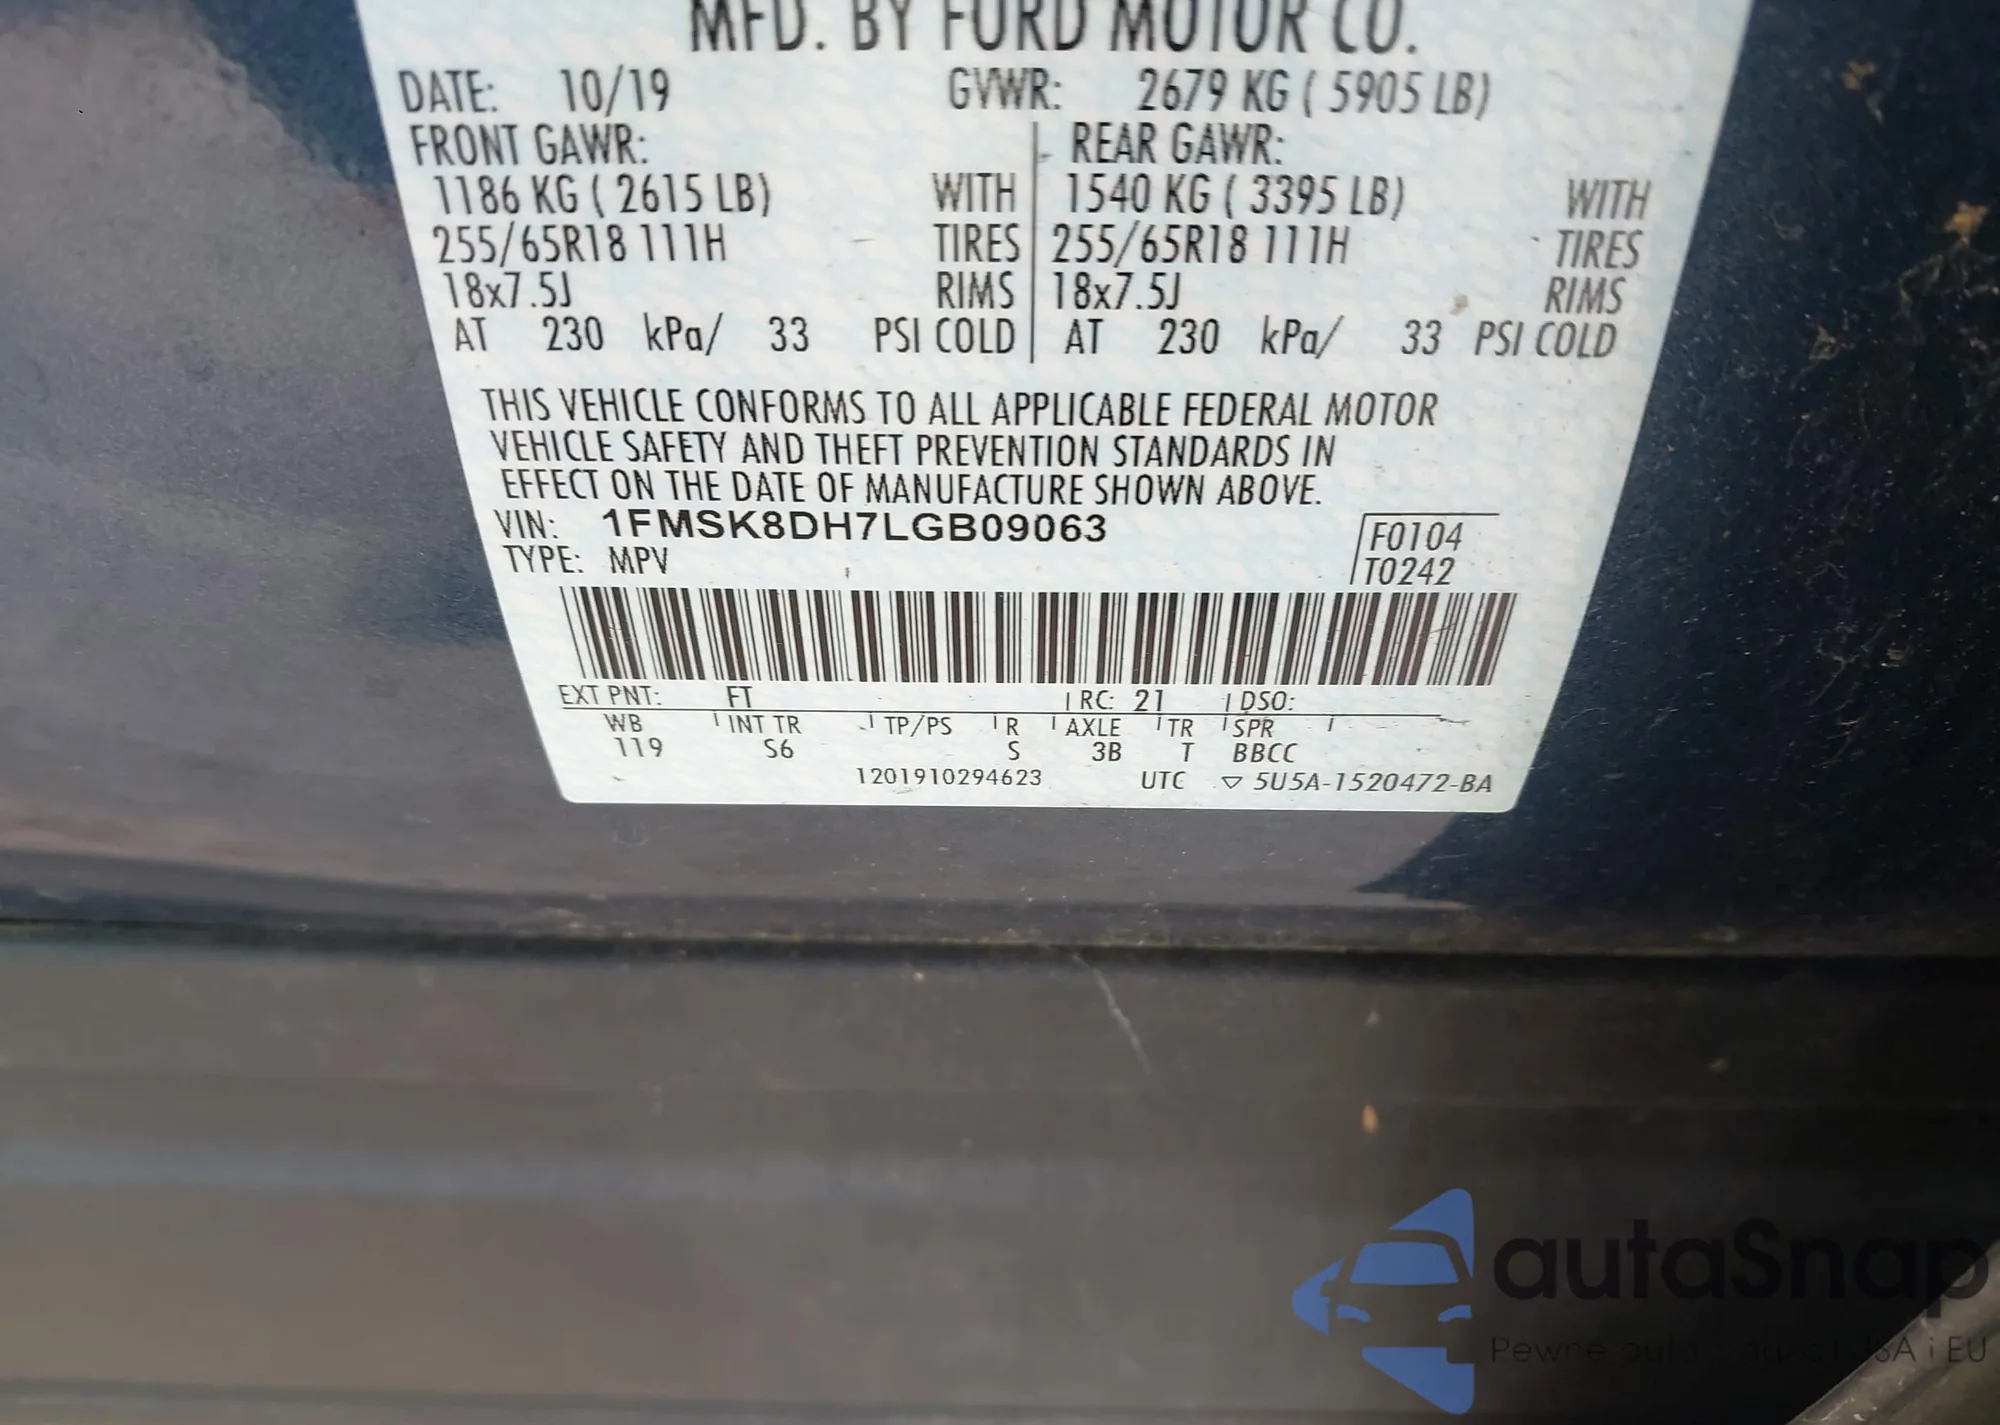 MFD. BY FORD MOTOR CO.
DATE: 10/19 GVWR: 2679 KG ( 5905 LB)
FRONT GAWR: REAR GAWR:
1186 KG ( 2615 LB) WITH 1540 KG ( 3395 LB) WITH
255/65R18 111H TIRES 255/65R18 111H TIRES
18x7.5J RIMS 18x7.5J RIMS
AT 230 kPa/ 33 PSI COLD AT 230 kPa/ 33 PSI COLD
THIS VEHICLE CONFORMS TO ALL APPLICABLE FEDERAL MOTOR
VEHICLE SAFETY AND THEFT PREVENTION STANDARDS IN
EFFECT ON THE DATE OF MANUFACTURE SHOWN ABOVE.
VIN: 1FMSK8DH7LGB09063 F0104
TYPE: MPV T0242
EXT PNT: FT RC: 21 DSO:
WB INT TR TP/PS R AXLE TR SPR
119 S6 S 3B T BBCC
1201910294623 UTC ▽ 5U5A-1520472-BA
autaSnap
Pewne auta USA i EU